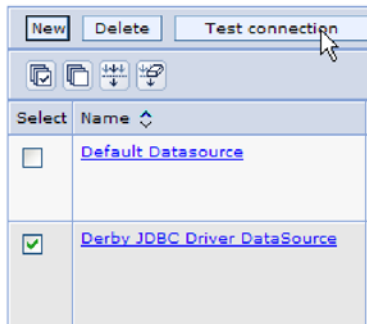 New Delete Test connection
Select Name
Default Datasource
Derby JDBC Driver DataSource